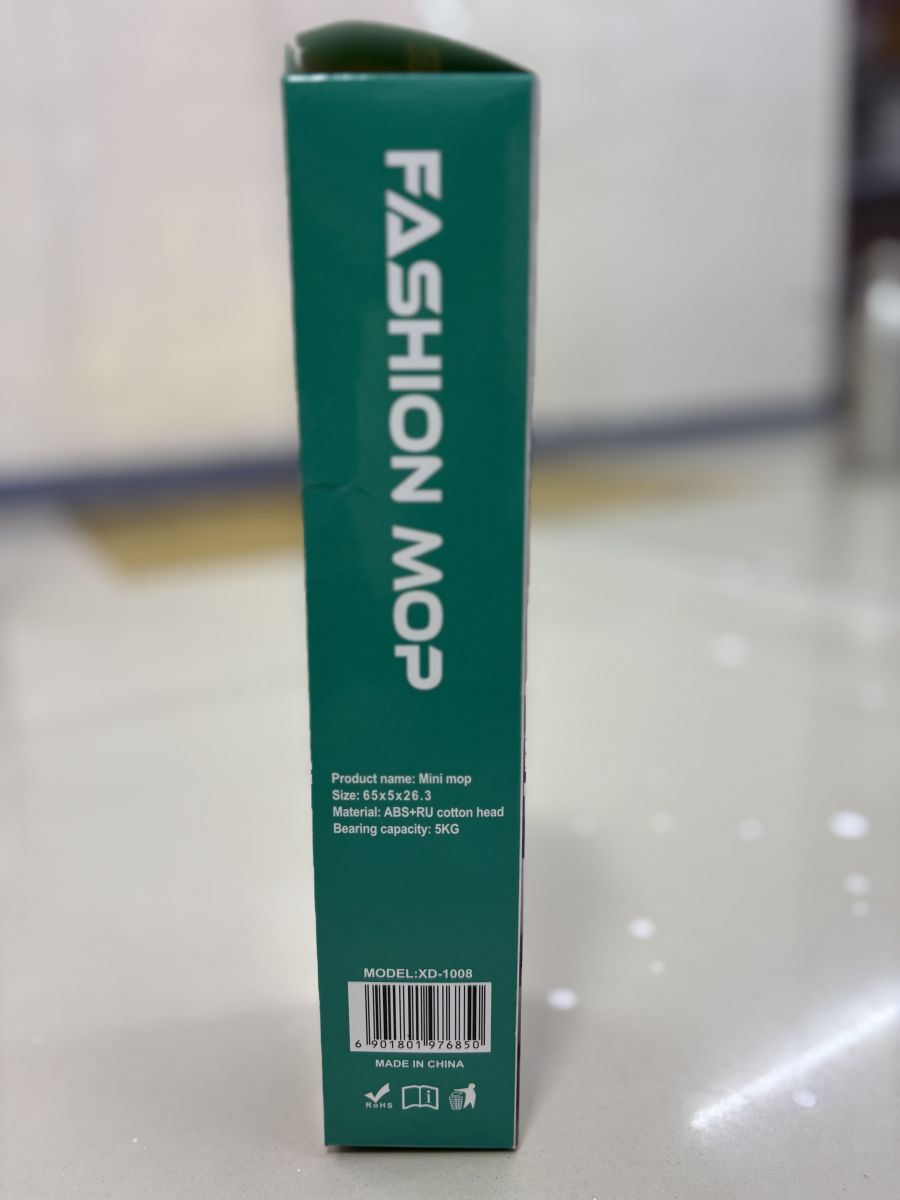 FASHION MOP
Product name: Mini mop
Size: 65x5x26.3
Material: ABS+RU cotton head
Bearing capacity: 5KG
MODEL:XD-1008
6 901801 976850
MADE IN CHINA
RoHS